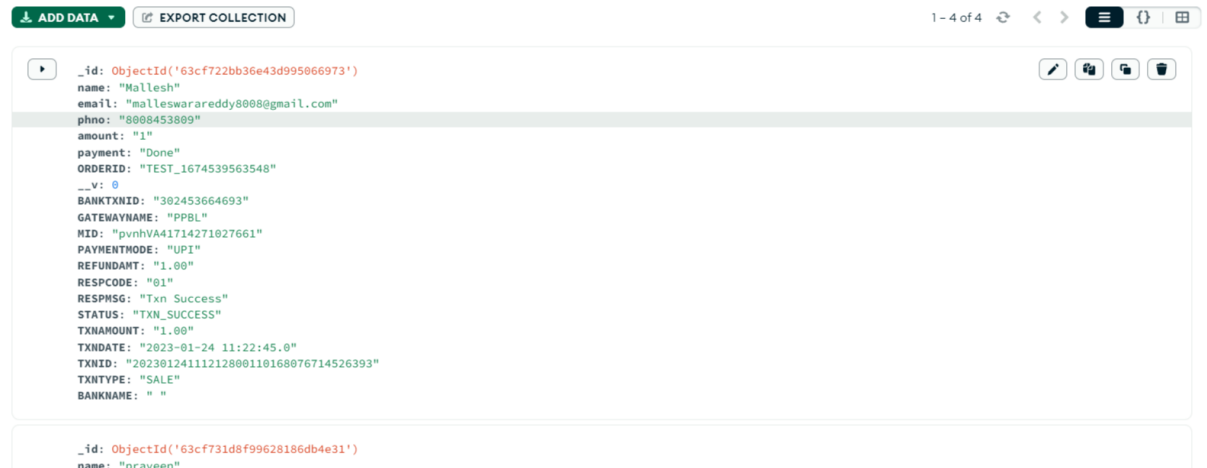 ADD DATA
EXPORT COLLECTION
1 – 4 of 4
{}
_id: ObjectId('63cf722bb36e43d995066973')
name: "Mallesh"
email: "malleswarareddy8008@gmail.com"
phno: "8008453809"
amount: "1"
payment: "Done"
ORDERID: "TEST_1674539563548"
__v: 0
BANKTXNID: "302453664693"
GATEWAYNAME: "PPBL"
MID: "pvnhVA41714271027661"
PAYMENTMODE: "UPI"
REFUNDAMT: "1.00"
RESPCODE: "01"
RESPMSG: "Txn Success"
STATUS: "TXN_SUCCESS"
TXNAMOUNT: "1.00"
TXNDATE: "2023-01-24 11:22:45.0"
TXNID: "20230124111212800110168076714526393"
TXNTYPE: "SALE"
BANKNAME: " "
_id: ObjectId('63cf731d8f99628186db4e31')
name: "praveen"